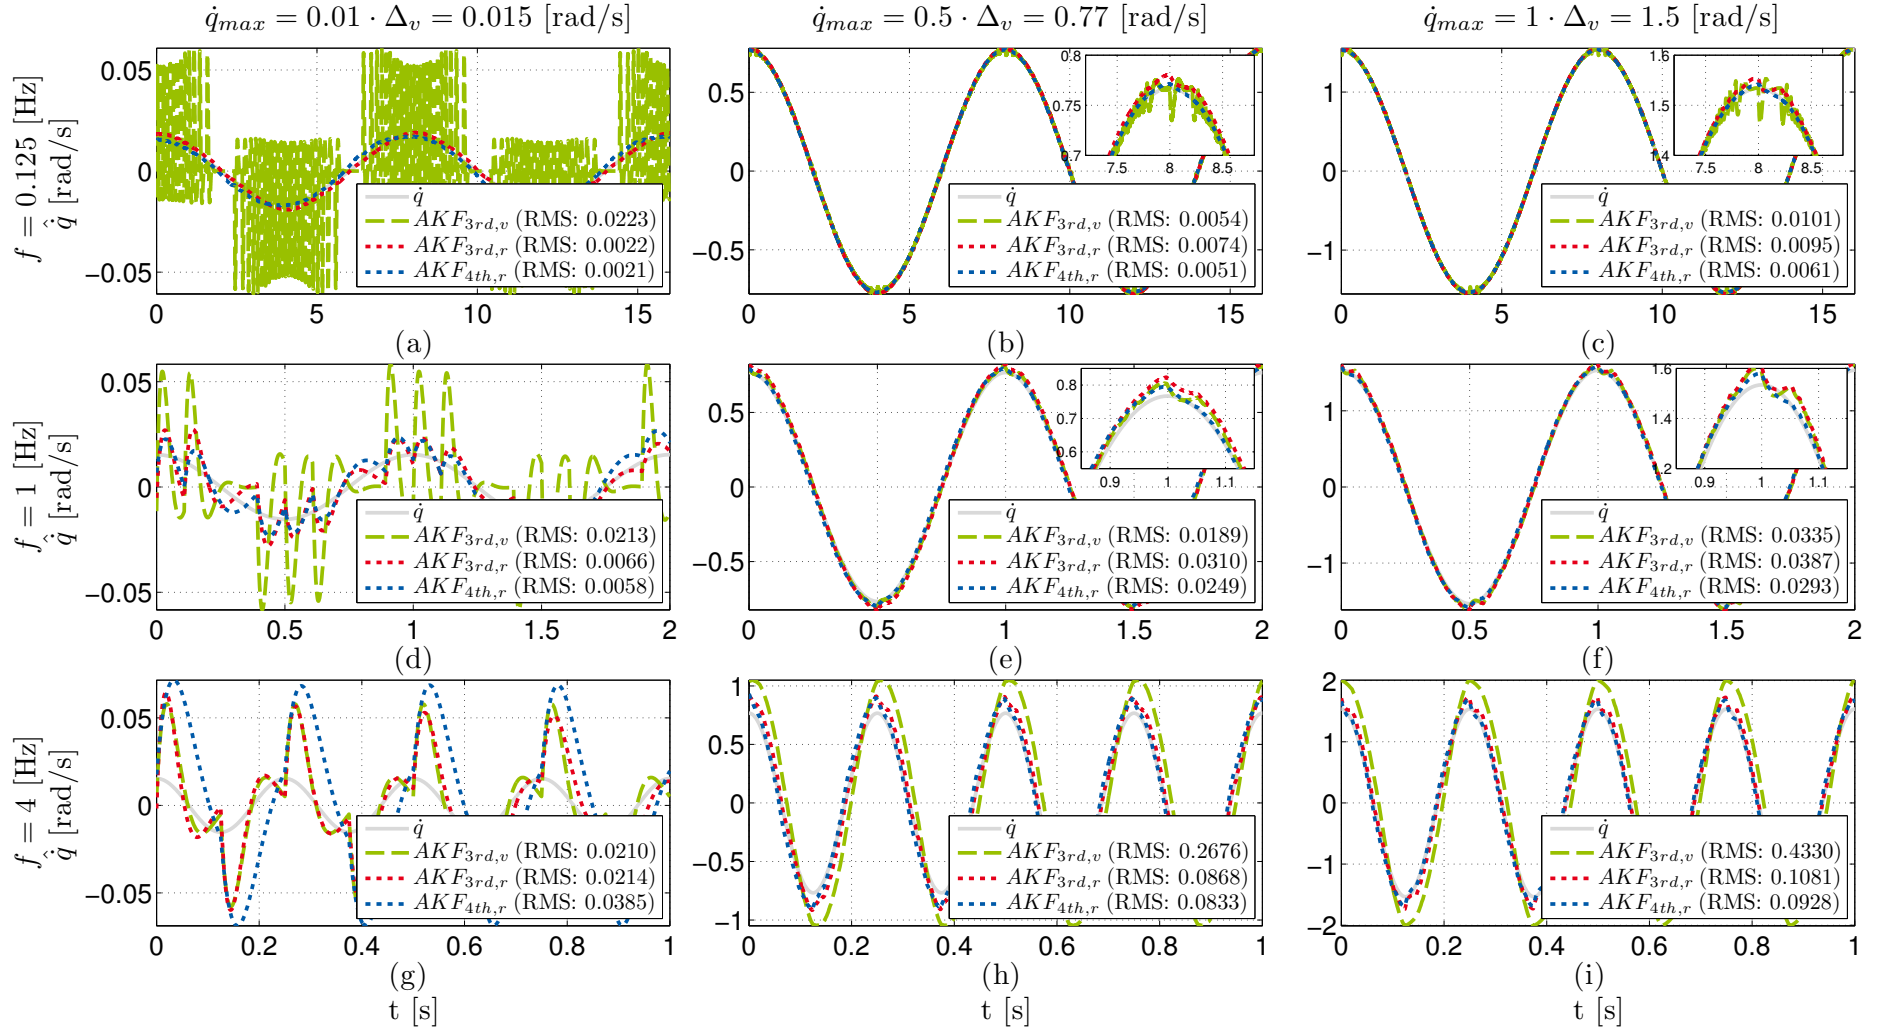 q̇max = 0.01 · Δv = 0.015 [rad/s]
q̇max = 0.5 · Δv = 0.77 [rad/s]
q̇max = 1 · Δv = 1.5 [rad/s]
f = 0.125 [Hz]
q̇̂ [rad/s]
0.05
0
−0.05
q̇
AKF3rd,v (RMS: 0.0223)
AKF3rd,r (RMS: 0.0022)
AKF4th,r (RMS: 0.0021)
0 5 10 15
(a)
0.5
0
−0.5
0.8
0.75
0.7
7.5 8 8.5
q̇
AKF3rd,v (RMS: 0.0054)
AKF3rd,r (RMS: 0.0074)
AKF4th,r (RMS: 0.0051)
0 5 10 15
(b)
1
0
−1
1.6
1.5
1.4
7.5 8 8.5
q̇
AKF3rd,v (RMS: 0.0101)
AKF3rd,r (RMS: 0.0095)
AKF4th,r (RMS: 0.0061)
0 5 10 15
(c)
f = 1 [Hz]
q̇̂ [rad/s]
0.05
0
−0.05
q̇
AKF3rd,v (RMS: 0.0213)
AKF3rd,r (RMS: 0.0066)
AKF4th,r (RMS: 0.0058)
0 0.5 1 1.5 2
(d)
0.5
0
−0.5
0.8
0.7
0.6
0.9 1 1.1
q̇
AKF3rd,v (RMS: 0.0189)
AKF3rd,r (RMS: 0.0310)
AKF4th,r (RMS: 0.0249)
0 0.5 1 1.5 2
(e)
1
0
−1
1.6
1.4
1.2
0.9 1 1.1
q̇
AKF3rd,v (RMS: 0.0335)
AKF3rd,r (RMS: 0.0387)
AKF4th,r (RMS: 0.0293)
0 0.5 1 1.5 2
(f)
f = 4 [Hz]
q̇̂ [rad/s]
0.05
0
−0.05
q̇
AKF3rd,v (RMS: 0.0210)
AKF3rd,r (RMS: 0.0214)
AKF4th,r (RMS: 0.0385)
0 0.2 0.4 0.6 0.8 1
(g)
t [s]
1
0.5
0
−0.5
−1
q̇
AKF3rd,v (RMS: 0.2676)
AKF3rd,r (RMS: 0.0868)
AKF4th,r (RMS: 0.0833)
0 0.2 0.4 0.6 0.8 1
(h)
t [s]
2
1
0
−1
−2
q̇
AKF3rd,v (RMS: 0.4330)
AKF3rd,r (RMS: 0.1081)
AKF4th,r (RMS: 0.0928)
0 0.2 0.4 0.6 0.8 1
(i)
t [s]